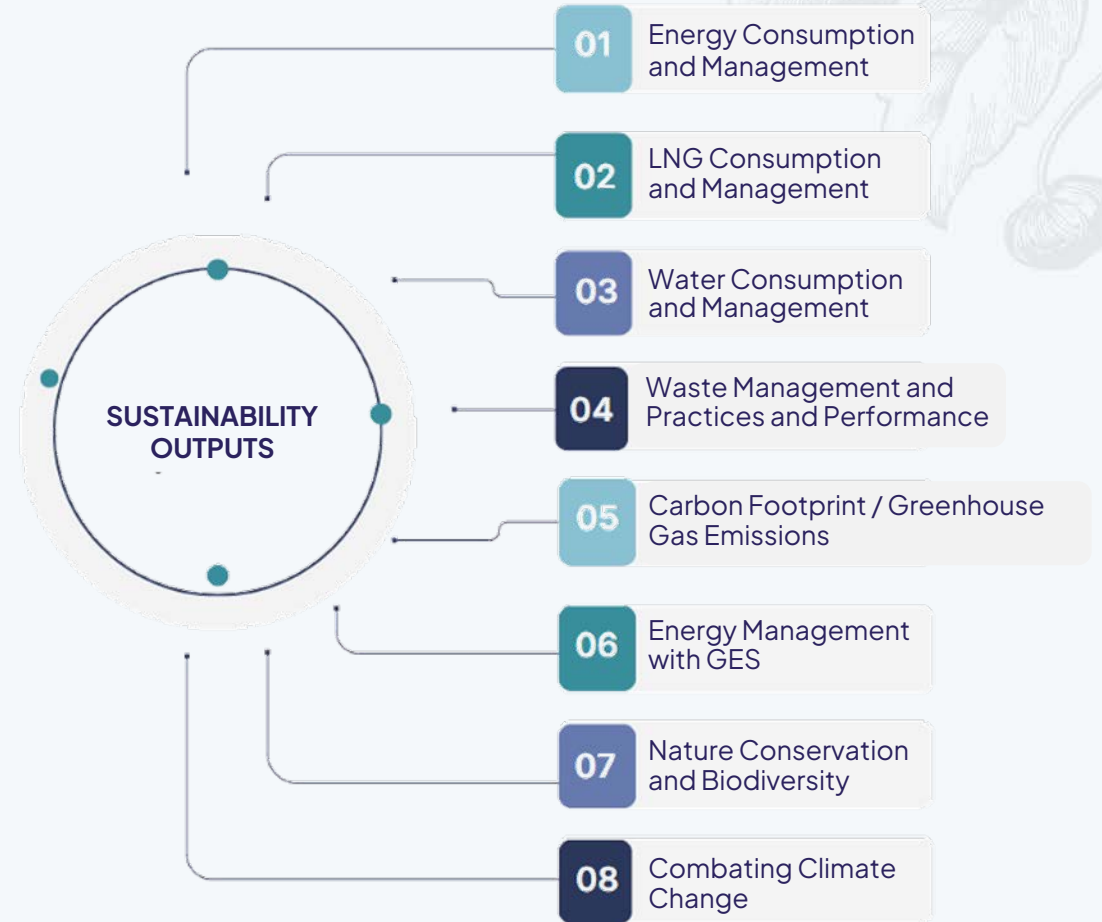 01
Energy Consumption
and Management
02
LNG Consumption
and Management
03
Water Consumption
and Management
04
Waste Management and
Practices and Performance
SUSTAINABILITY
OUTPUTS
05
Carbon Footprint / Greenhouse
Gas Emissions
06
Energy Management
with GES
07
Nature Conservation
and Biodiversity
08
Combating Climate
Change